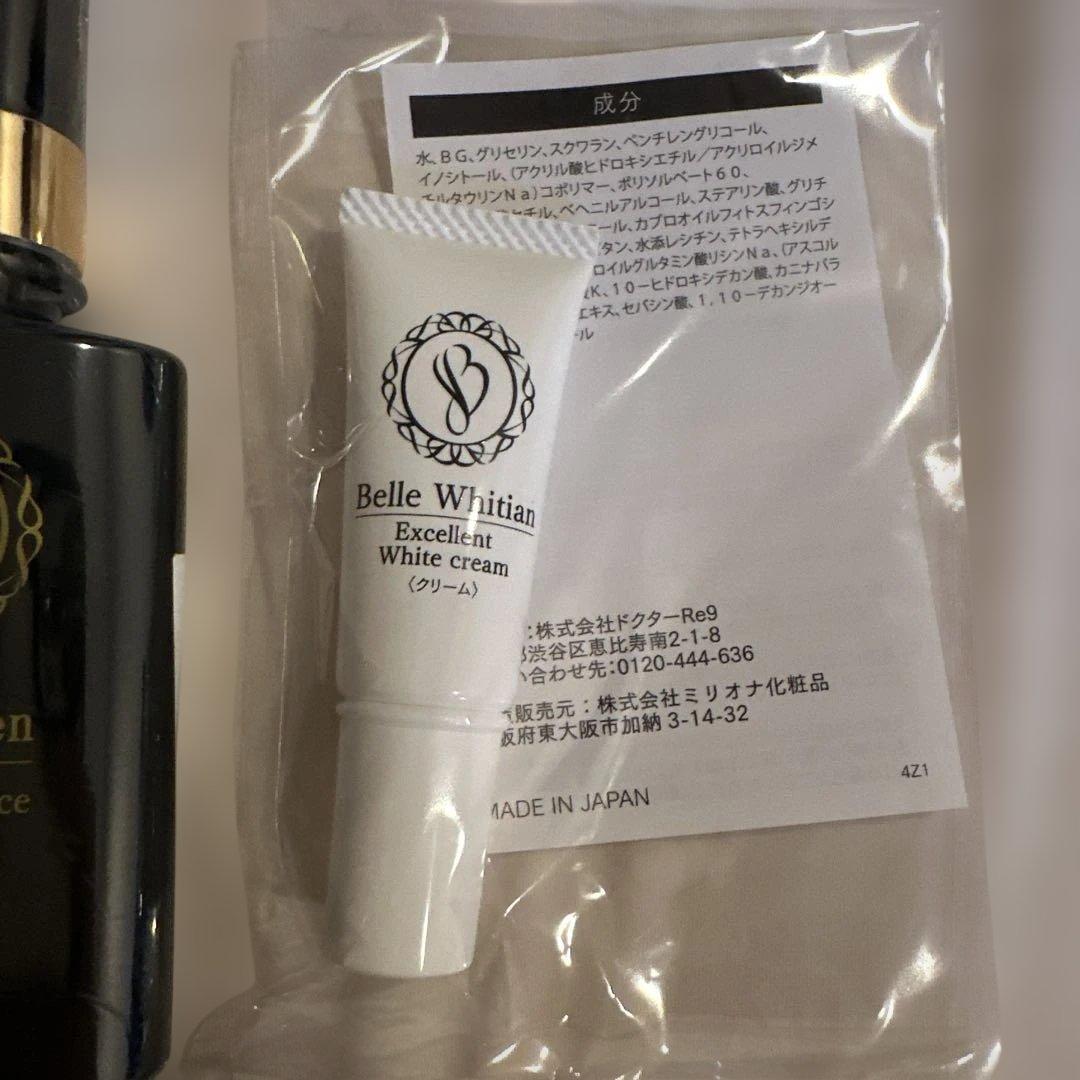 成分
水、BG、グリセリン、スクワラン、ペンチレングリコール、
イノシトール、(アクリル酸ヒドロキシエチル/アクリロイルジメ
チルタウリンNa)コポリマー、ポリソルベート60、
チル、ベヘニルアルコール、ステアリン酸、グリチ
ール、カプロオイルフィトスフィンゴシ
タン、水添レシチン、テトラヘキシルデ
ロイルグルタミン酸リシンNa、(アスコル
K、10-ヒドロキシデカン酸、カニナバラ
エキス、セバシン酸、1,10-デカンジオー
ル
Belle Whitian
Excellent
White cream
〈クリーム〉
:株式会社ドクターRe9
渋谷区恵比寿南2-1-8
い合わせ先:0120-444-636
販売元:株式会社ミリオナ化粧品
阪府東大阪市加納 3-14-32
4Z1
MADE IN JAPAN
en
ce